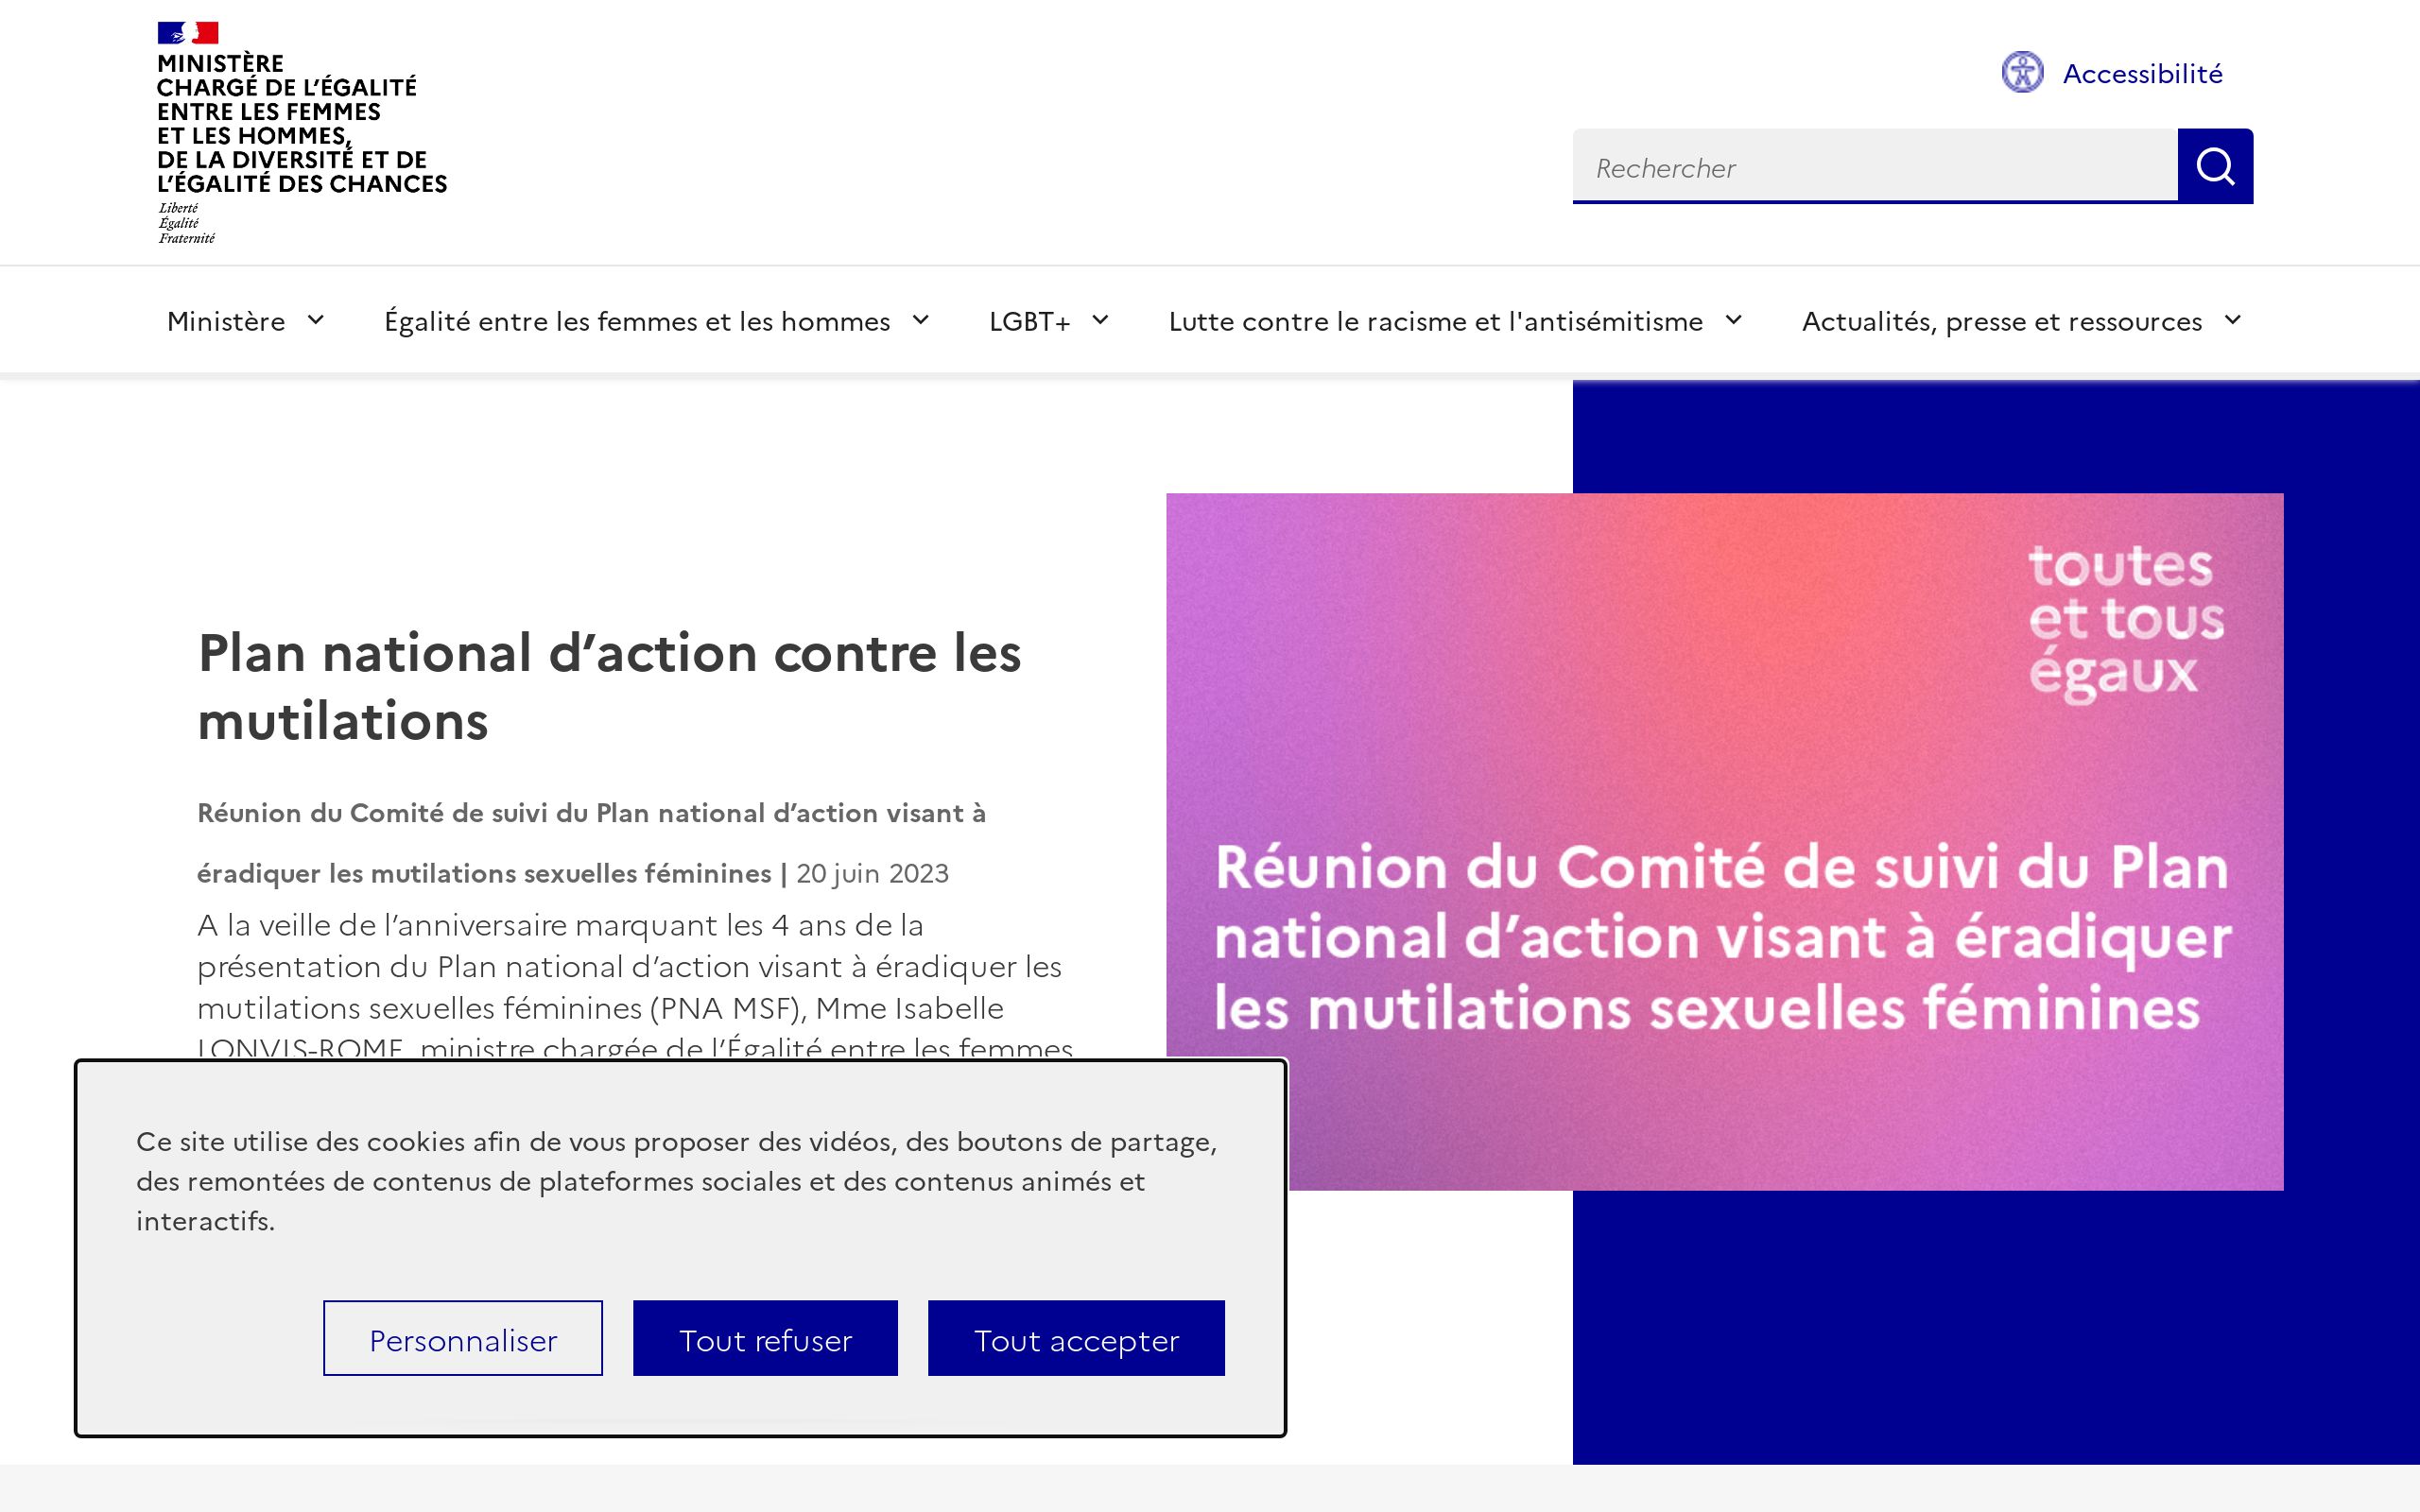 MINISTÈRE
CHARGÉ DE L'ÉGALITÉ
ENTRE LES FEMMES
ET LES HOMMES,
DE LA DIVERSITÉ ET DE
L'ÉGALITÉ DES CHANCES
Liberté
Égalité
Fraternité
Accessibilité
Rechercher
Ministère
Égalité entre les femmes et les hommes
LGBT+
Lutte contre le racisme et l'antisémitisme
Actualités, presse et ressources
Plan national d’action contre les
mutilations
Réunion du Comité de suivi du Plan national d’action visant à
éradiquer les mutilations sexuelles féminines | 20 juin 2023
A la veille de l’anniversaire marquant les 4 ans de la
présentation du Plan national d’action visant à éradiquer les
mutilations sexuelles féminines (PNA MSF), Mme Isabelle
LONVIS-ROME, ministre chargée de l’Égalité entre les femmes
toutes
et tous
égaux
Réunion du Comité de suivi du Plan
national d’action visant à éradiquer
les mutilations sexuelles féminines
Ce site utilise des cookies afin de vous proposer des vidéos, des boutons de partage,
des remontées de contenus de plateformes sociales et des contenus animés et
interactifs.
Personnaliser
Tout refuser
Tout accepter